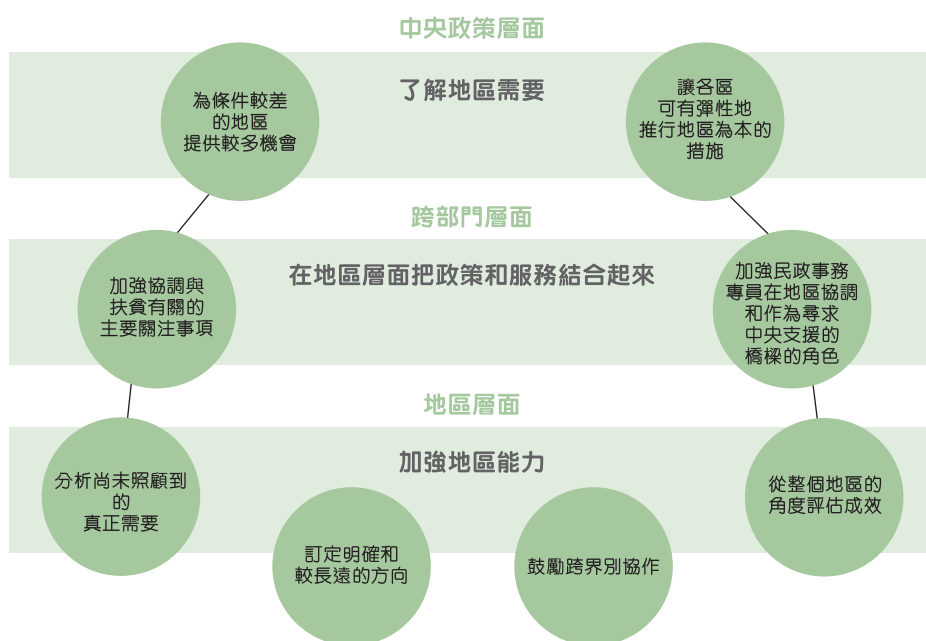 中央政策層面
了解地區需要
為條件較差
的地區
提供較多機會
讓各區
可有彈性地
推行地區為本的
措施
跨部門層面
在地區層面把政策和服務結合起來
加強協調與
扶貧有關的
主要關注事項
加強民政事務
專員在地區協調
和作為尋求
中央支援的
橋樑的角色
地區層面
加強地區能力
分析尚未照顧到
的
真正需要
訂定明確和
較長遠的方向
鼓勵跨界別協作
從整個地區的
角度評估成效